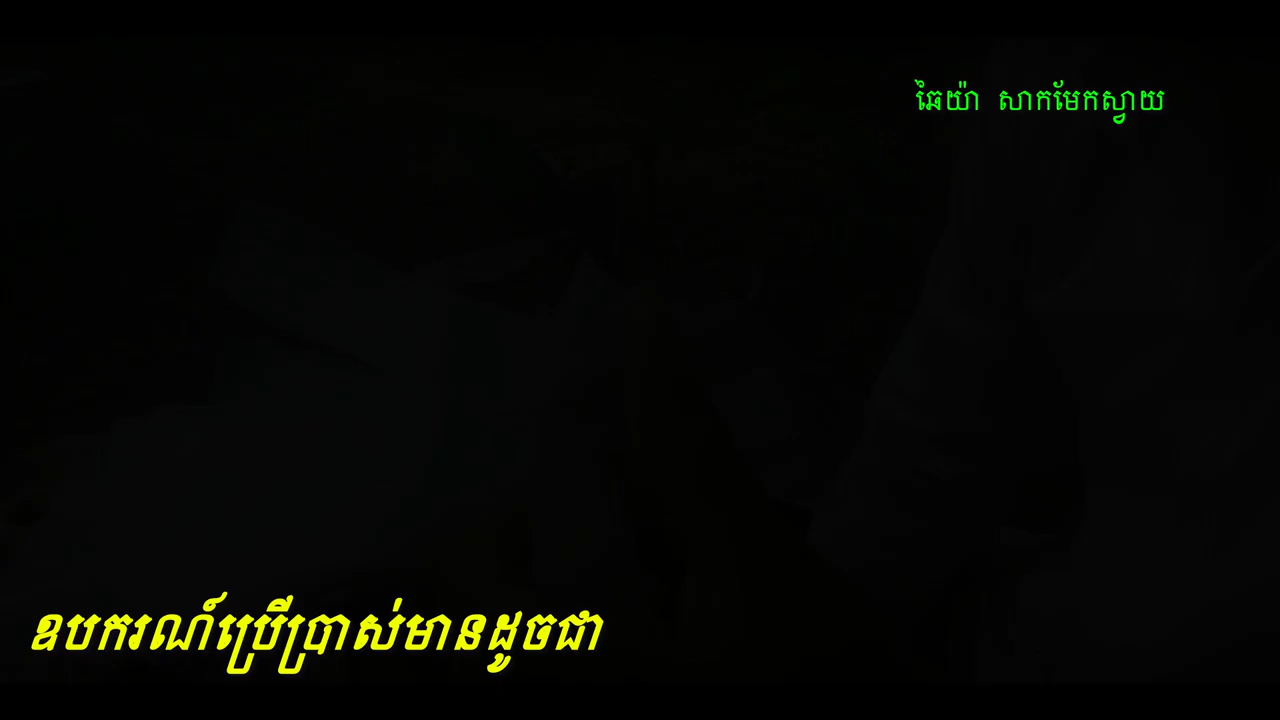 ឆៃយ៉ា សាកមែកស្វាយ
ឧបករណ៍ប្រើប្រាស់មានដូចជា